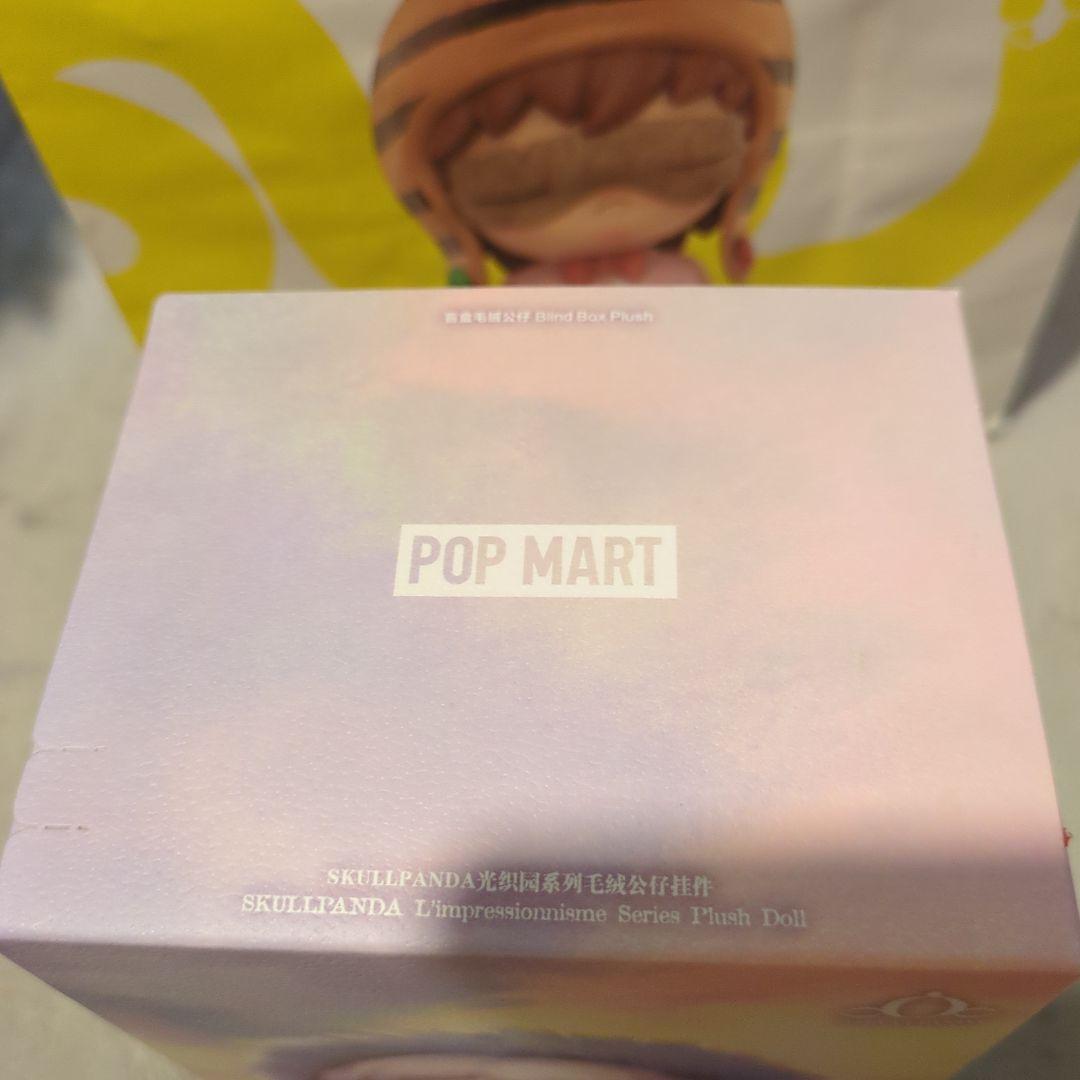 盲盒毛绒公仔 Blind Box Plush
POP MART
SKULLPANDA光织园系列毛绒公仔挂件
SKULLPANDA L'impressionnisme Series Plush Doll